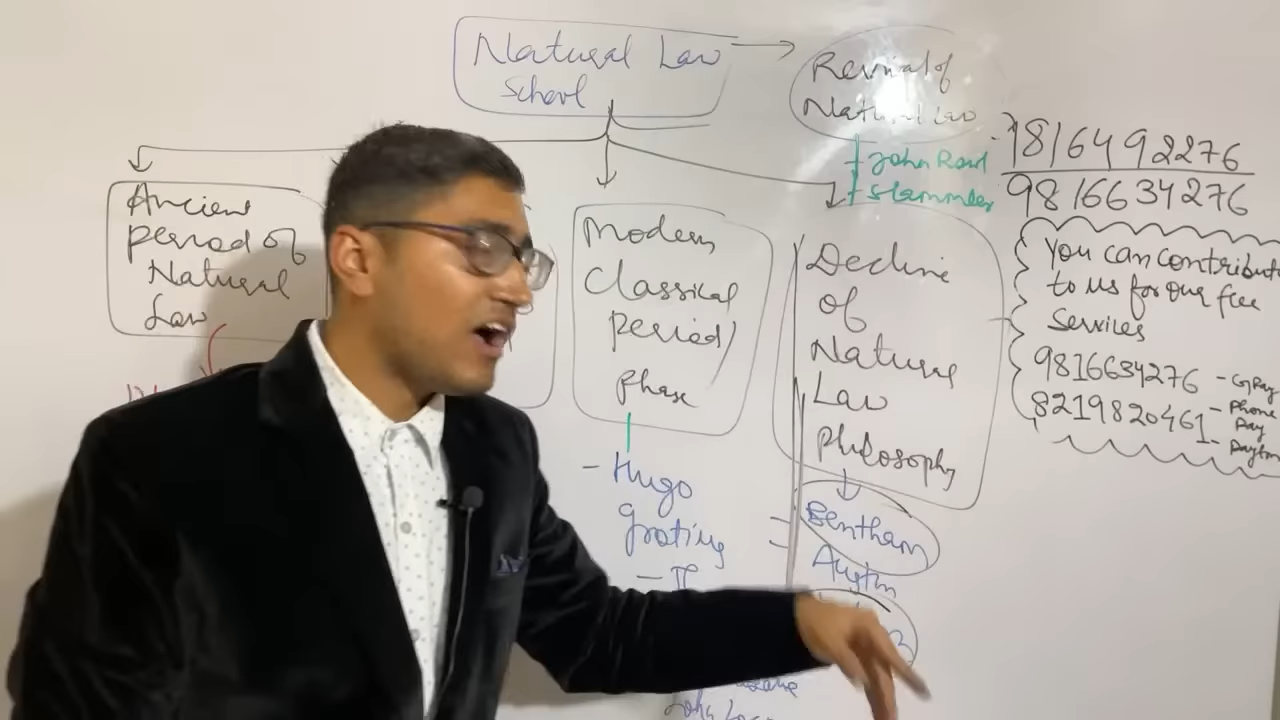 Natural Law
School
Revival of
Natural Law
John Rawl
Stammler
9816492276
9816634276
Ancient
Period of
Natural
Law
Modern
Classical
Period/
Phase
- Hugo
Grotius
Decline
of
Natural
Law
Philosophy
Bentham
Austin
You can contribute
to us for our free
Services
9816634276 - G Pay
8219820461 - Phone
Pay
- Paytm
John